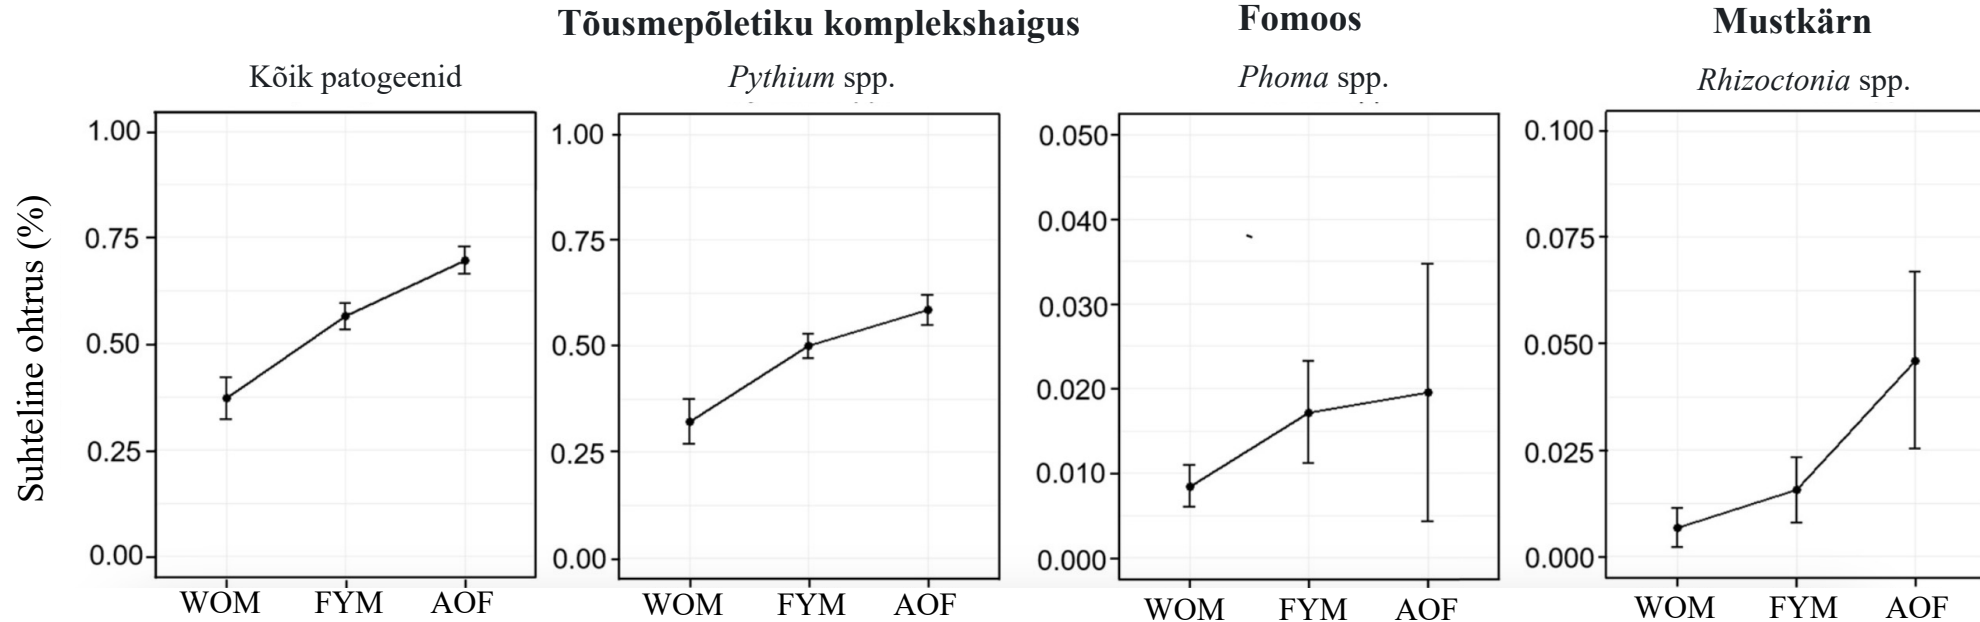 Tõusmepõletiku komplekshaigus
Fomoos
Mustkärn
Kõik patogeenid
Pythium spp.
Phoma spp.
Rhizoctonia spp.
Suhteline ohtrus (%)
1.00
0.75
0.50
0.25
0.00
WOM FYM AOF
1.00
0.75
0.50
0.25
0.00
WOM FYM AOF
0.050
0.040
0.030
0.020
0.010
0.000
WOM FYM AOF
0.100
0.075
0.050
0.025
0.000
WOM FYM AOF